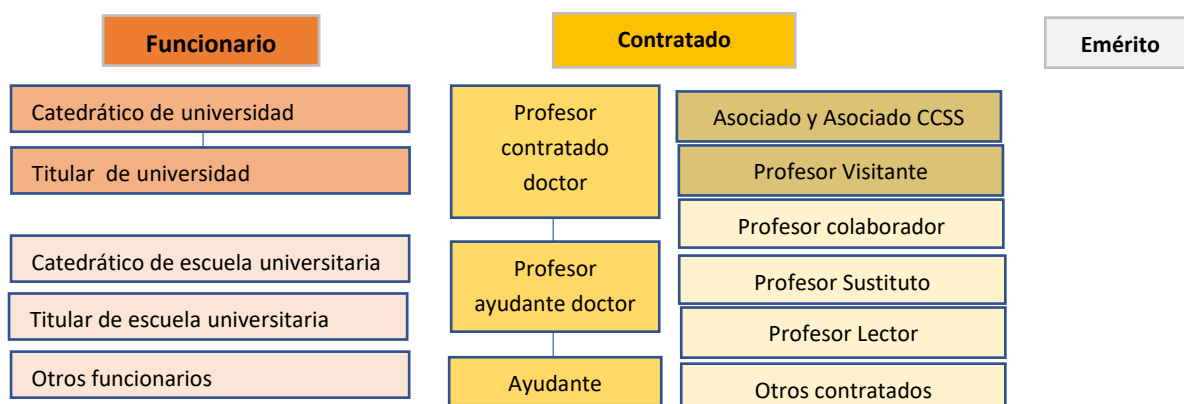 Funcionario
Contratado
Emérito
Catedrático de universidad
Titular de universidad
Catedrático de escuela universitaria
Titular de escuela universitaria
Otros funcionarios
Profesor
contratado
doctor
Profesor
ayudante doctor
Ayudante
Asociado y Asociado CCSS
Profesor Visitante
Profesor colaborador
Profesor Sustituto
Profesor Lector
Otros contratados